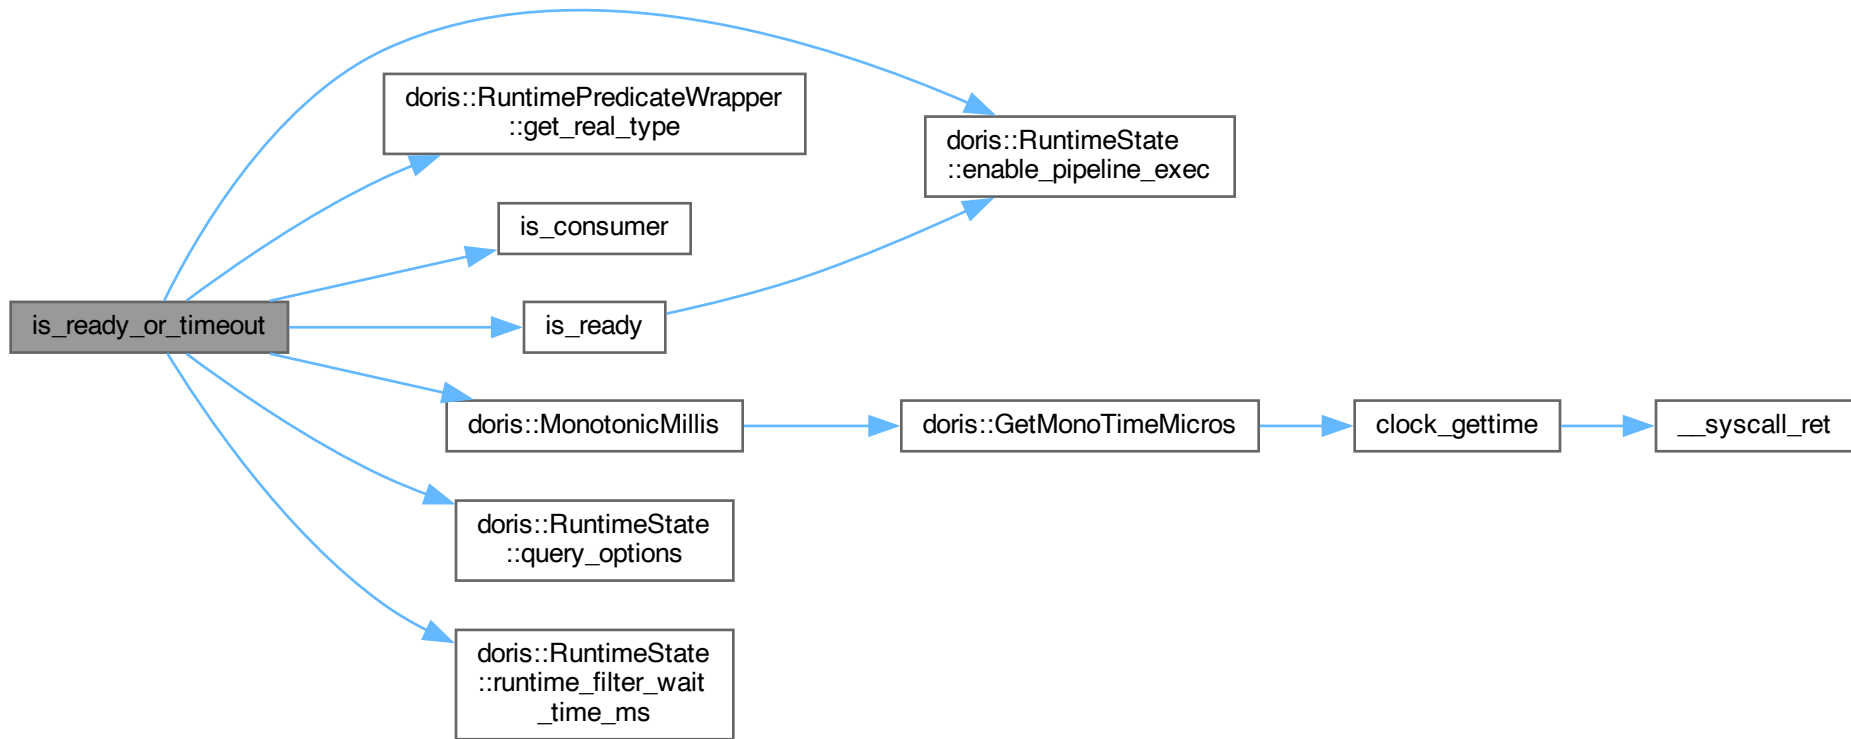 doris::RuntimePredicateWrapper
::get_real_type
doris::RuntimeState
::enable_pipeline_exec
is_consumer
is_ready_or_timeout
is_ready
doris::MonotonicMillis
doris::GetMonoTimeMicros
clock_gettime
__syscall_ret
doris::RuntimeState
::query_options
doris::RuntimeState
::runtime_filter_wait
_time_ms